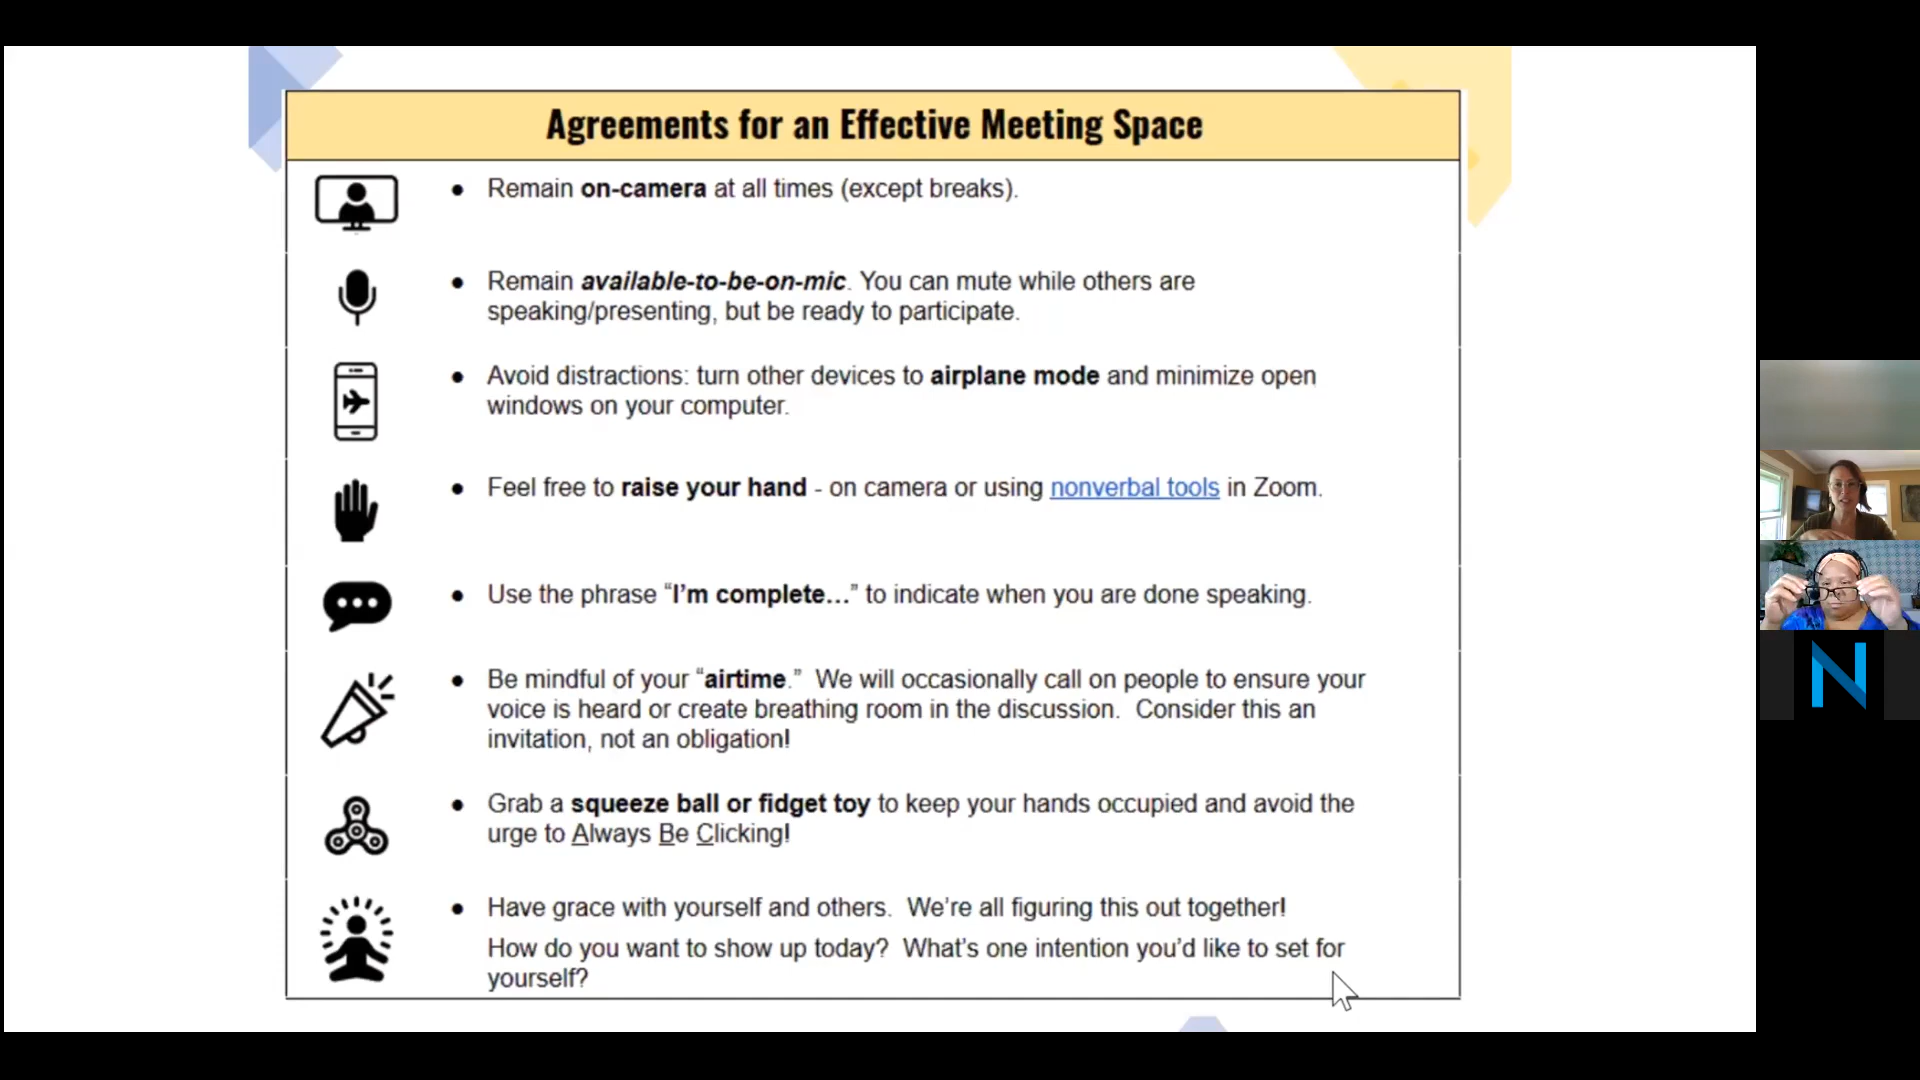 Agreements for an Effective Meeting Space
● Remain on-camera at all times (except breaks).
● Remain available-to-be-on-mic. You can mute while others are
speaking/presenting, but be ready to participate.
● Avoid distractions: turn other devices to airplane mode and minimize open
windows on your computer.
● Feel free to raise your hand - on camera or using nonverbal tools in Zoom.
● Use the phrase “I’m complete…” to indicate when you are done speaking.
● Be mindful of your “airtime.”  We will occasionally call on people to ensure your
voice is heard or create breathing room in the discussion.  Consider this an
invitation, not an obligation!
● Grab a squeeze ball or fidget toy to keep your hands occupied and avoid the
urge to Always Be Clicking!
● Have grace with yourself and others.  We’re all figuring this out together!
How do you want to show up today?  What’s one intention you’d like to set for
yourself?
N